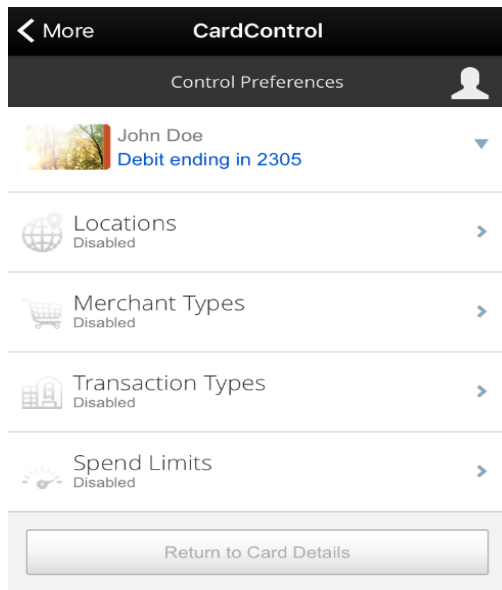 More CardControl
Control Preferences
John Doe
Debit ending in 2305
Locations
Disabled
Merchant Types
Disabled
Transaction Types
Disabled
Spend Limits
Disabled
Return to Card Details